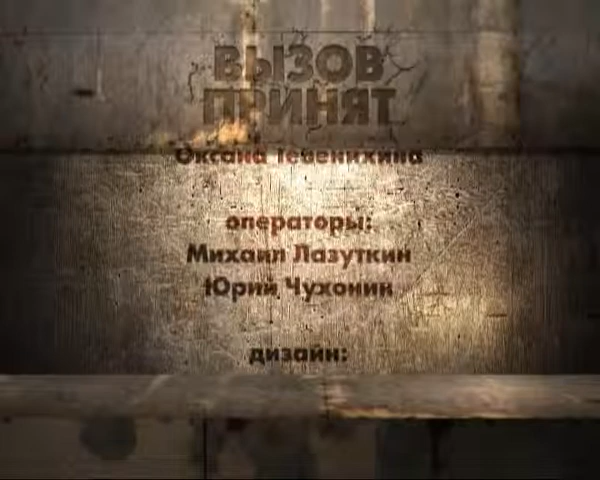 ВЫЗОВ
ПРИНЯТ
Оксана
операторы:
Михаил Лазуткин
Юрий Чухонин
дизайн: